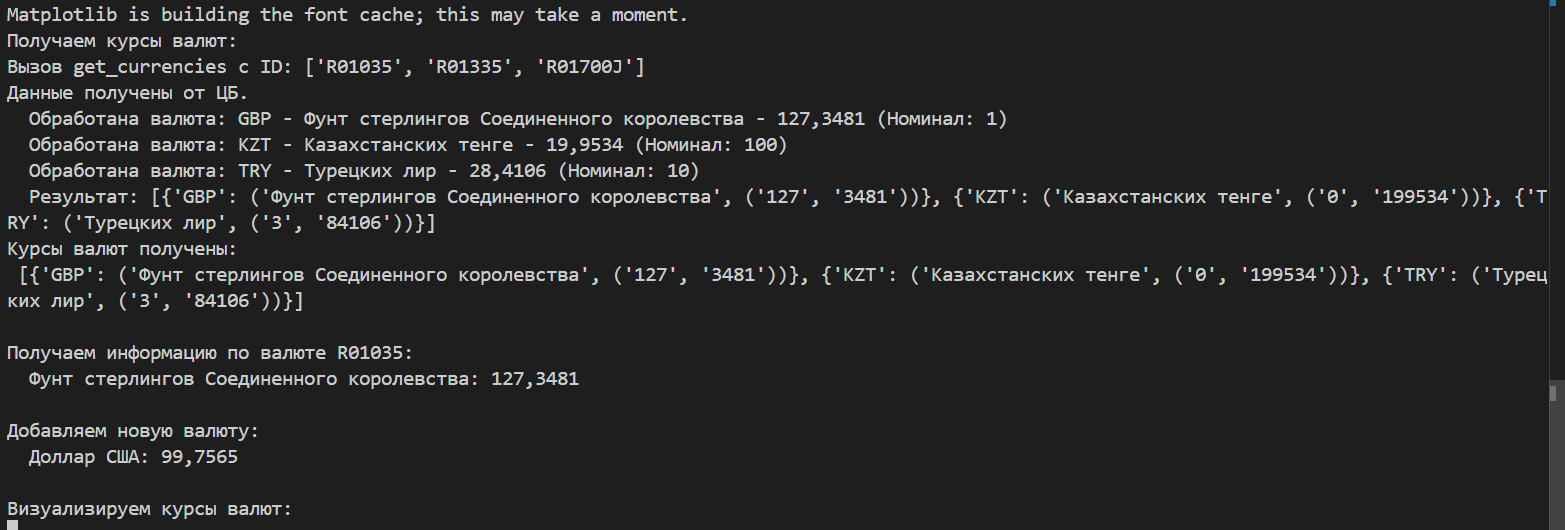 Matplotlib is building the font cache; this may take a moment.
Получаем курсы валют:
Вызов get_currencies с ID: ['R01035', 'R01335', 'R01700J']
Данные получены от ЦБ.
  Обработана валюта: GBP - Фунт стерлингов Соединенного королевства - 127,3481 (Номинал: 1)
  Обработана валюта: KZT - Казахстанских тенге - 19,9534 (Номинал: 100)
  Обработана валюта: TRY - Турецких лир - 28,4106 (Номинал: 10)
  Результат: [{'GBP': ('Фунт стерлингов Соединенного королевства', ('127', '3481'))}, {'KZT': ('Казахстанских тенге', ('0', '199534'))}, {'T
RY': ('Турецких лир', ('3', '84106'))}]
Курсы валют получены:
 [{'GBP': ('Фунт стерлингов Соединенного королевства', ('127', '3481'))}, {'KZT': ('Казахстанских тенге', ('0', '199534'))}, {'TRY': ('Турец
ких лир', ('3', '84106'))}]

Получаем информацию по валюте R01035:
  Фунт стерлингов Соединенного королевства: 127,3481

Добавляем новую валюту:
  Доллар США: 99,7565

Визуализируем курсы валют: